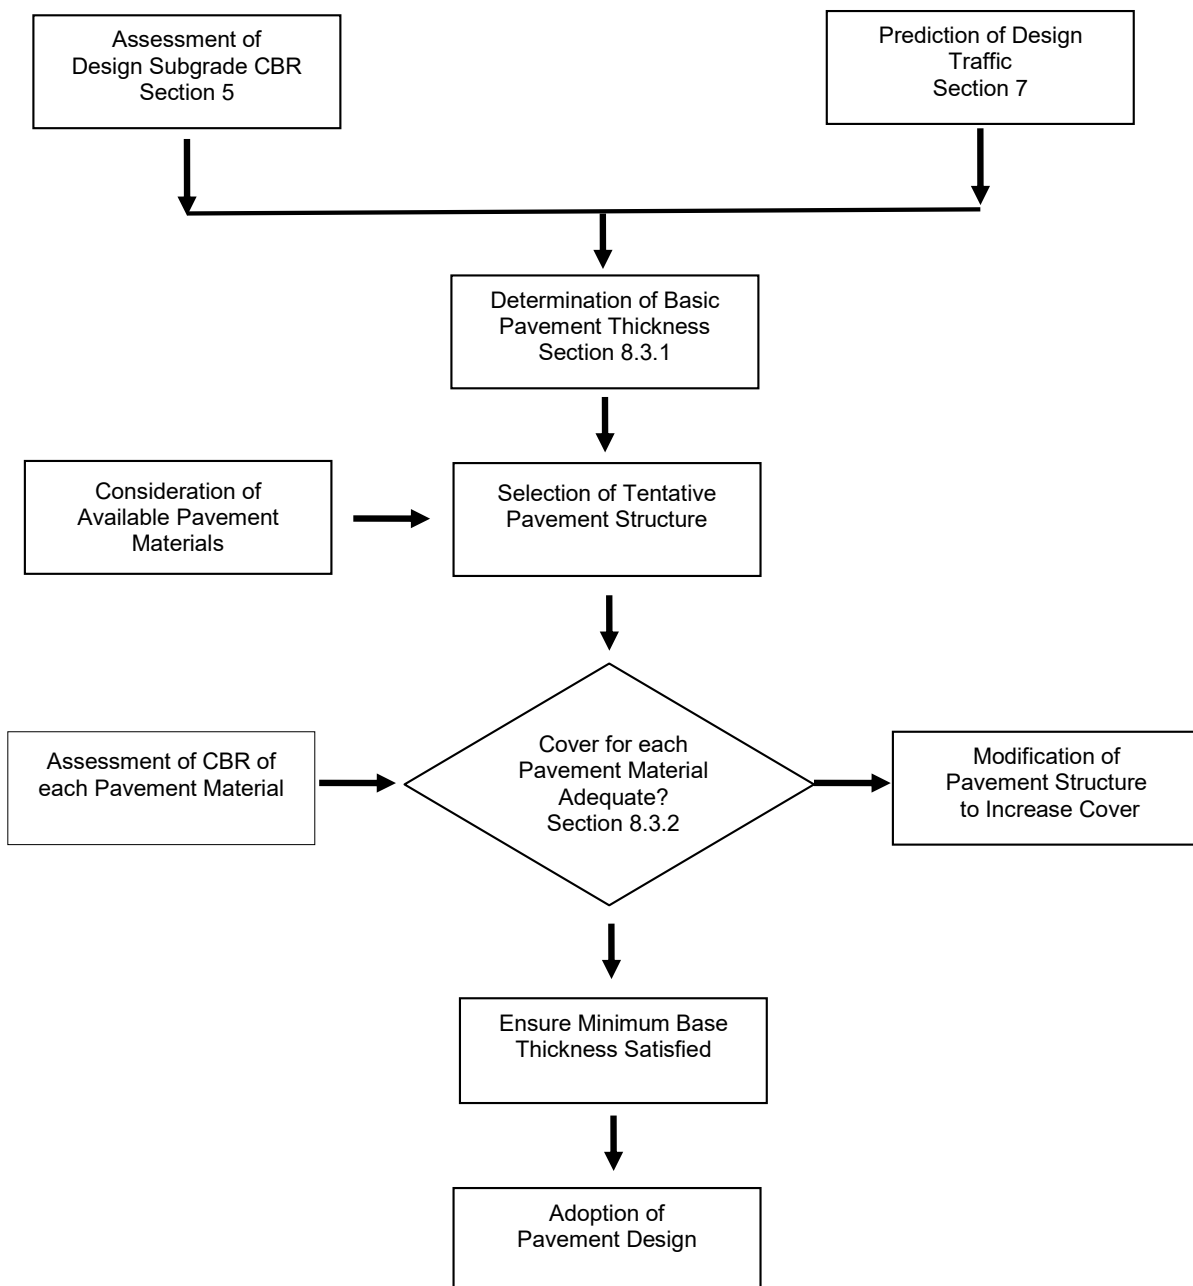 Assessment of
Design Subgrade CBR
Section 5
Prediction of Design
Traffic
Section 7
Determination of Basic
Pavement Thickness
Section 8.3.1
Consideration of
Available Pavement
Materials
Selection of Tentative
Pavement Structure
Assessment of CBR of
each Pavement Material
Cover for each
Pavement Material
Adequate?
Section 8.3.2
Modification of
Pavement Structure
to Increase Cover
Ensure Minimum Base
Thickness Satisfied
Adoption of
Pavement Design